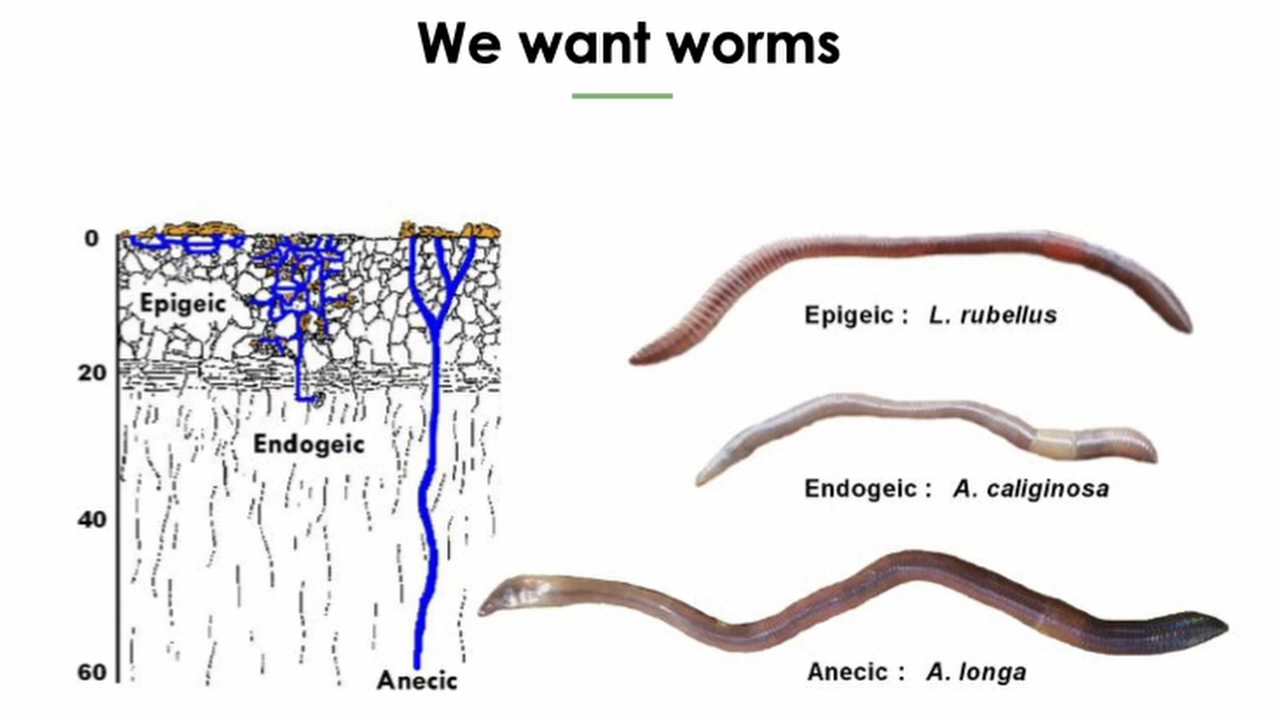 We want worms
0
Epigeic
20
Endogeic
40
60
Anecic
Epigeic : L. rubellus
Endogeic : A. caliginosa
Anecic : A. longa